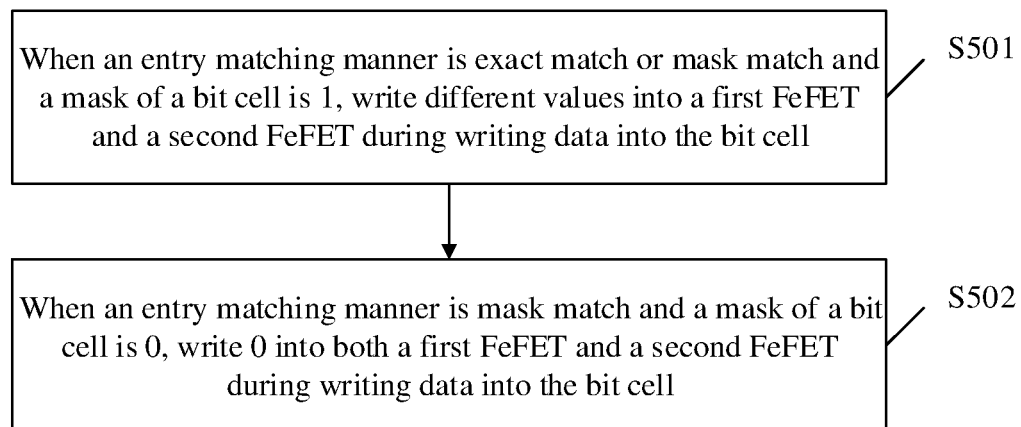 When an entry matching manner is exact match or mask match and
a mask of a bit cell is 1, write different values into a first FeFET
and a second FeFET during writing data into the bit cell
S501
When an entry matching manner is mask match and a mask of a bit
cell is 0, write 0 into both a first FeFET and a second FeFET
during writing data into the bit cell
S502